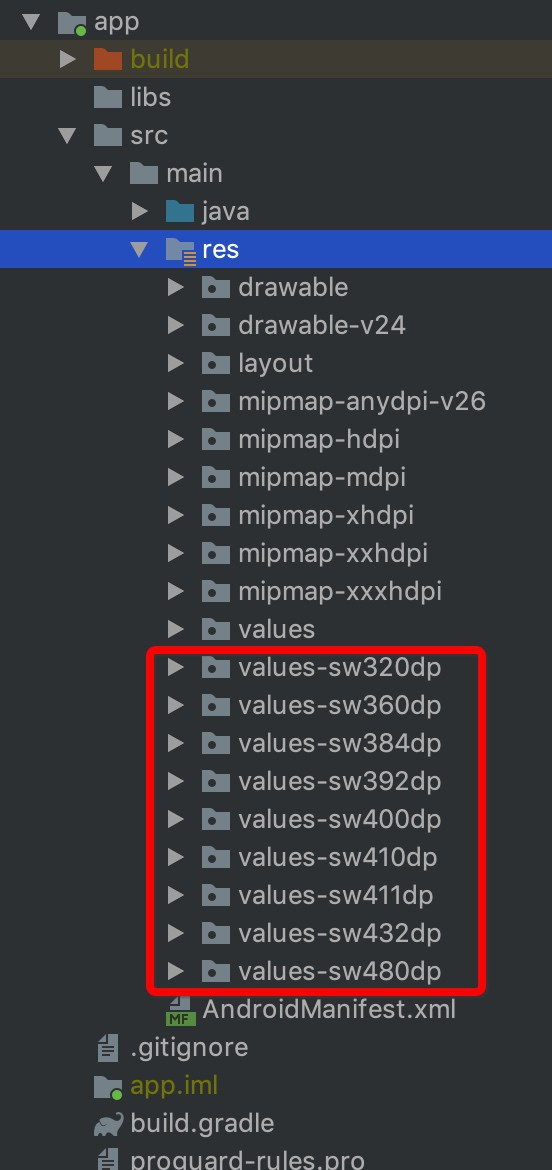 app
build
libs
src
main
java
res
drawable
drawable-v24
layout
mipmap-anydpi-v26
mipmap-hdpi
mipmap-mdpi
mipmap-xhdpi
mipmap-xxhdpi
mipmap-xxxhdpi
values
values-sw320dp
values-sw360dp
values-sw384dp
values-sw392dp
values-sw400dp
values-sw410dp
values-sw411dp
values-sw432dp
values-sw480dp
MF AndroidManifest.xml
.gitignore
app.iml
build.gradle
proguard-rules.pro